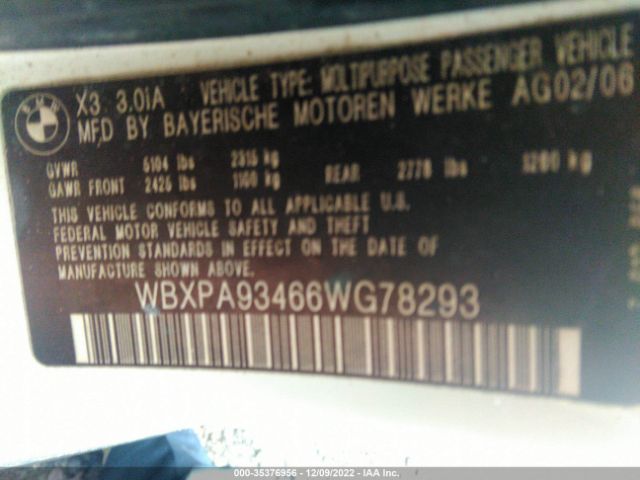 BMW
X3 3.0iA VEHICLE TYPE: MULTIPURPOSE PASSENGER VEHICLE
MFD BY BAYERISCHE MOTOREN WERKE AG 02/06
GVWR 5104 lbs 2315 kg
GAWR FRONT 2425 lbs 1100 kg REAR 2778 lbs 1260 kg
THIS VEHICLE CONFORMS TO ALL APPLICABLE U.S.
FEDERAL MOTOR VEHICLE SAFETY AND THEFT
PREVENTION STANDARDS IN EFFECT ON THE DATE OF
MANUFACTURE SHOWN ABOVE
WBXPA93466WG78293
000-35376956 - 12/09/2022 - IAA Inc.